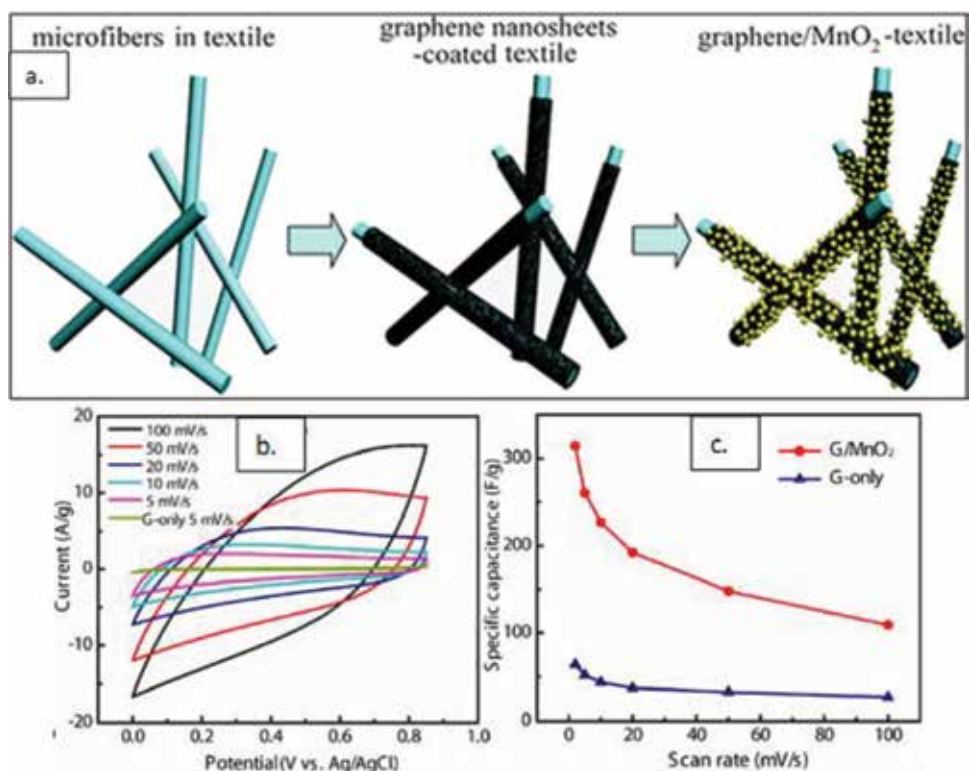 microfibers in textile
graphene nanosheets
-coated textile
graphene/MnO₂-textile
a.
20
10
0
-10
-20
100 mV/s
50 mV/s
20 mV/s
10 mV/s
5 mV/s
G-only 5 mV/s
b.
Current (A/g)
0.0 0.2 0.4 0.6 0.8 1.0
Potential(V vs. Ag/AgCl)
c.
G/MnO₂
G-only
300
200
100
0
Specific capacitance (F/g)
0 20 40 60 80 100
Scan rate (mV/s)